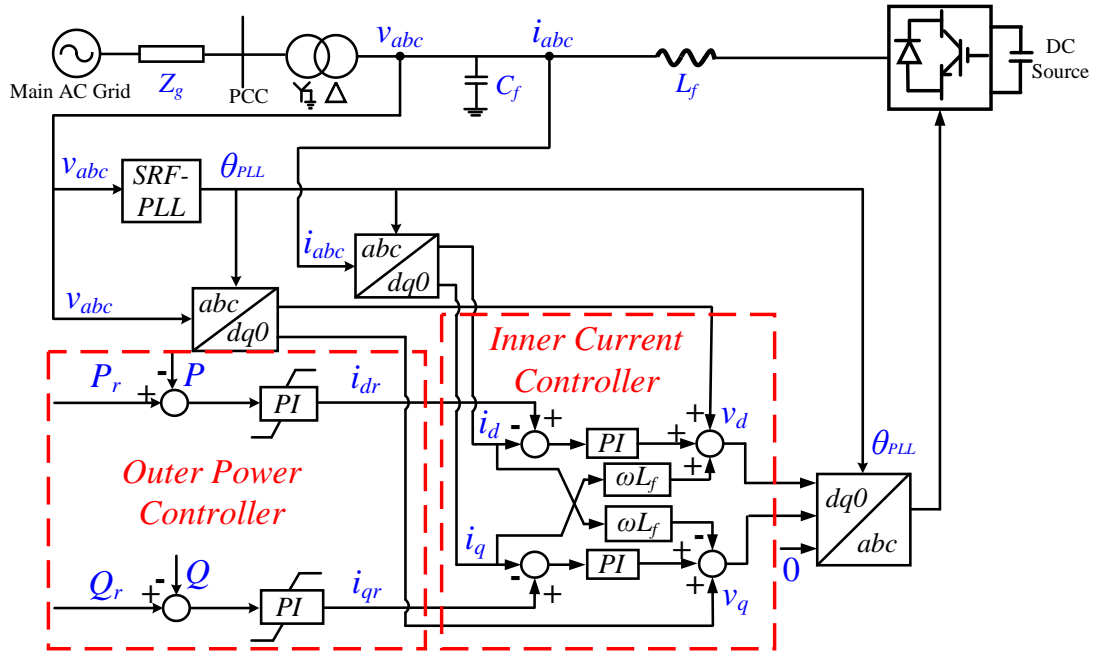 v_abc
i_abc
DC
Source
Main AC Grid
Z_g
PCC
C_f
L_f
v_abc
SRF-
PLL
θ_PLL
i_abc
abc
dq0
v_abc
abc
dq0
Inner Current
Controller
P_r
+
-
P
PI
i_dr
i_d
-
+
PI
+
+
+
v_d
θ_PLL
ωL_f
Outer Power
Controller
dq0
abc
ωL_f
i_q
-
+
PI
+
-
+
v_q
0
Q_r
+
-
Q
PI
i_qr